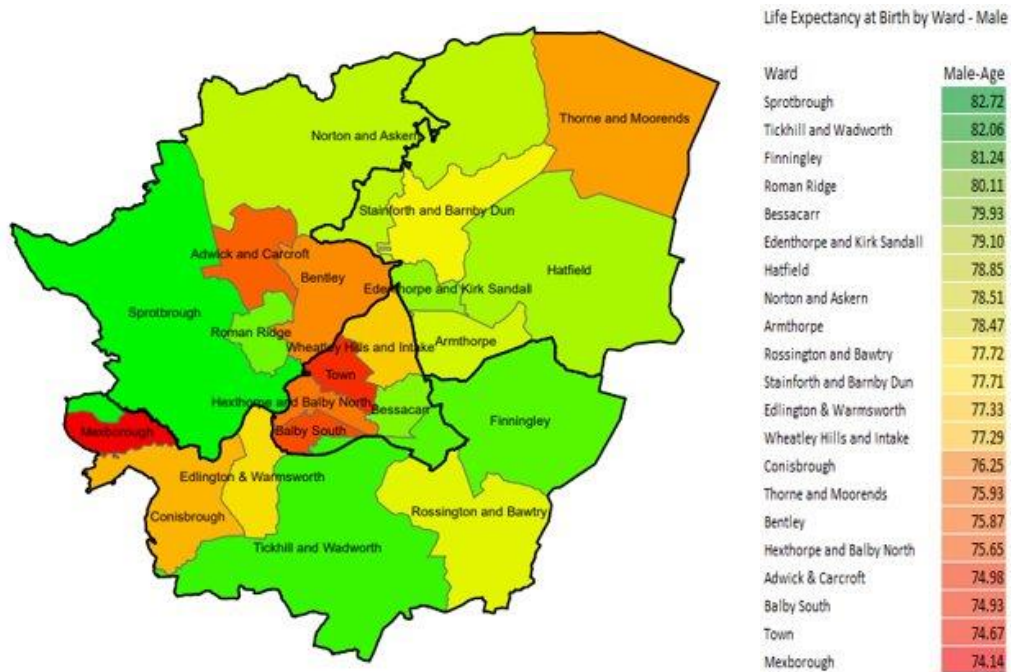 Life Expectancy at Birth by Ward - Male
Ward Male-Age
Sprotbrough 82.72
Tickhill and Wadworth 82.06
Finningley 81.24
Roman Ridge 80.11
Bessacarr 79.93
Edenthorpe and Kirk Sandall 79.10
Hatfield 78.85
Norton and Askern 78.51
Armthorpe 78.47
Rossington and Bawtry 77.72
Stainforth and Barnby Dun 77.71
Edlington & Warmsworth 77.33
Wheatley Hills and Intake 77.29
Conisbrough 76.25
Thorne and Moorends 75.93
Bentley 75.87
Hexthorpe and Balby North 75.65
Adwick & Carcroft 74.98
Balby South 74.93
Town 74.67
Mexborough 74.14
Thorne and Moorends
Norton and Askern
Stainforth and Barnby Dun
Adwick and Carcroft
Bentley
Hatfield
Edenthorpe and Kirk Sandall
Sprotbrough
Roman Ridge
Wheatley Hills and Intake
Armthorpe
Town
Hexthorpe and Balby North
Bessacarr
Finningley
Mexborough
Balby South
Edlington & Warmsworth
Conisbrough
Rossington and Bawtry
Tickhill and Wadworth